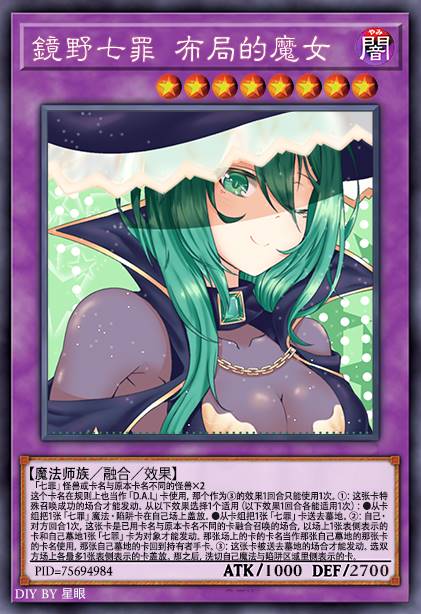 鏡野七罪 布局的魔女
闇
やみ
【魔法师族／融合／效果】
「七罪」怪兽或卡名与原本卡名不同的怪兽×2
这个卡名在规则上也当作「D.A.L」卡使用，那个作为③的效果1回合只能使用1次。①：这张卡特
殊召唤成功的场合才能发动。从以下效果选择1个适用（以下效果1回合各能适用1次）：●从卡
组把1张「七罪」魔法·陷阱卡在自己场上盖放。●从卡组把1张「七罪」卡送去墓地。②：自己·
对方回合1次，这张卡是已用卡名与原本卡名不同的卡融合召唤的场合，以场上1张表侧表示的
卡和自己墓地1张「七罪」卡为对象才能发动。那张场上的卡的卡名当作那张自己墓地的那张卡
的卡名使用，那张自己墓地的卡回到持有者手卡。③：这张卡被送去墓地的场合才能发动。选双
方场上各最多1张表侧表示的卡盖放。那之后，洗切自己魔法与陷阱区域里侧表示的卡。
PID=75694984
ATK/1000 DEF/2700
DIY BY 星眼